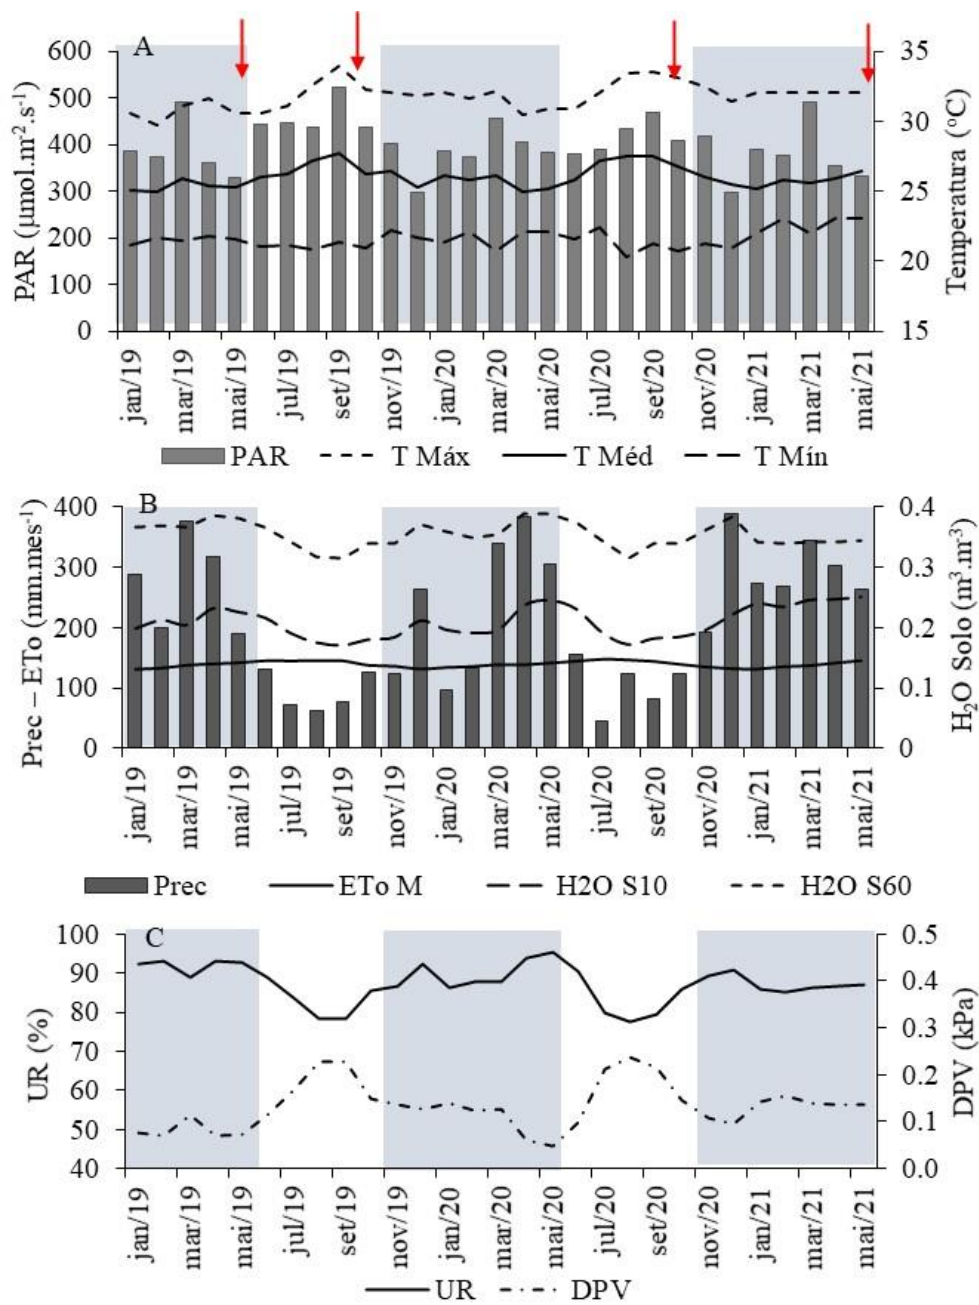 A
PAR (µmol.m⁻².s⁻¹)
600
500
400
300
200
100
0
Temperatura (°C)
35
30
25
20
15
jan/19
mar/19
mai/19
jul/19
set/19
nov/19
jan/20
mar/20
mai/20
jul/20
set/20
nov/20
jan/21
mar/21
mai/21
PAR T Máx T Méd T Mín
B
Prec – ETo (mm.mes⁻¹)
400
300
200
100
0
H₂O Solo (m³.m⁻³)
0.4
0.3
0.2
0.1
0
jan/19
mar/19
mai/19
jul/19
set/19
nov/19
jan/20
mar/20
mai/20
jul/20
set/20
nov/20
jan/21
mar/21
mai/21
Prec ETo M H2O S10 H2O S60
C
UR (%)
100
90
80
70
60
50
40
DPV (kPa)
0.5
0.4
0.3
0.2
0.1
0.0
jan/19
mar/19
mai/19
jul/19
set/19
nov/19
jan/20
mar/20
mai/20
jul/20
set/20
nov/20
jan/21
mar/21
mai/21
UR DPV